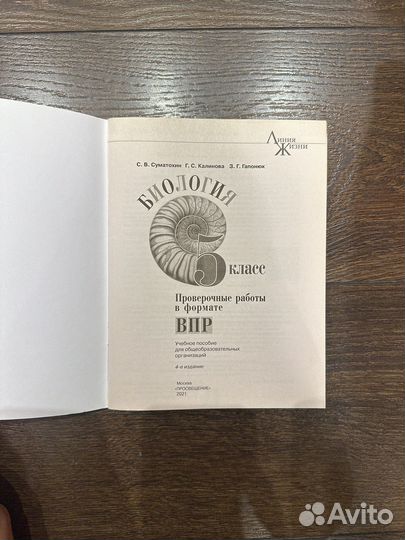 Линия
Жизни
С. В. Суматохин Г. С. Калинова З. Г. Гапонюк
БИОЛОГИЯ
5 класс
Проверочные работы
в формате
ВПР
Учебное пособие
для общеобразовательных
организаций
4-е издание
Москва
«ПРОСВЕЩЕНИЕ»
2021
Avito